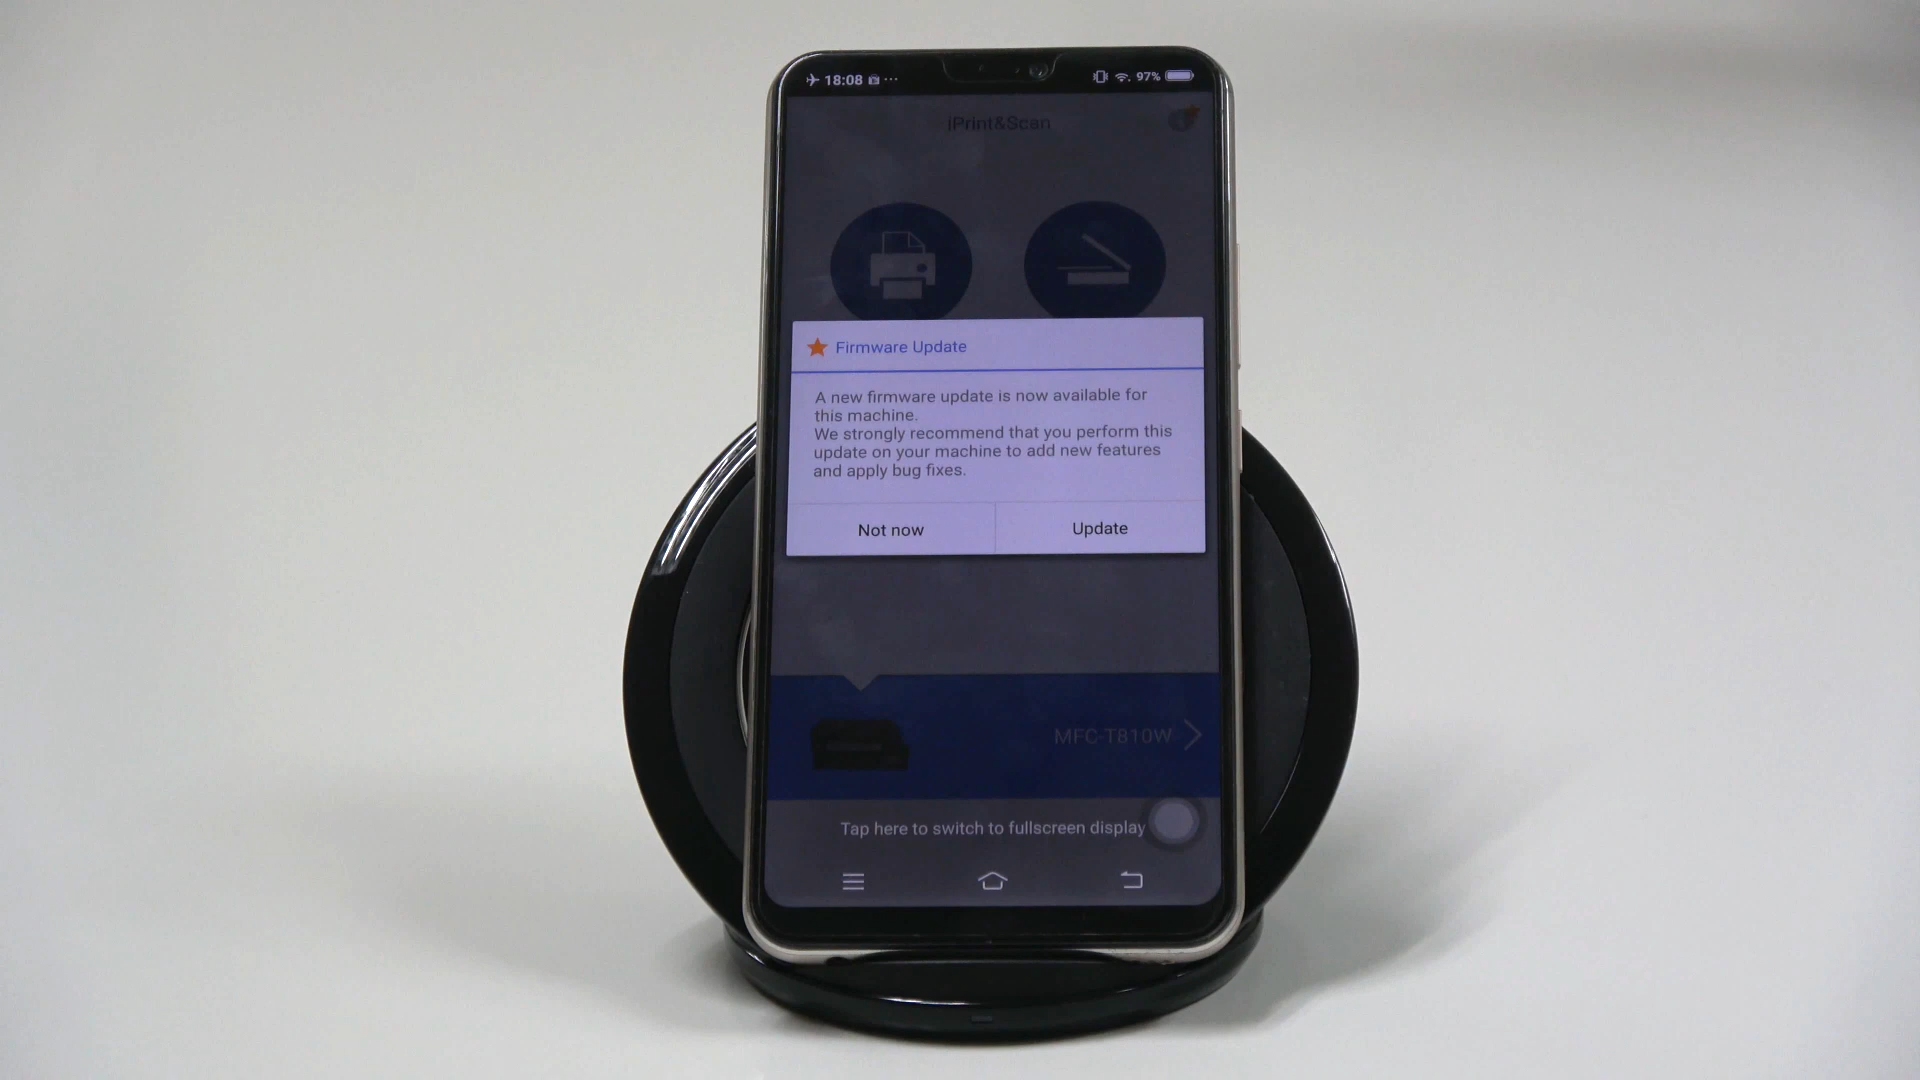 18:08
97%
iPrint&Scan
Firmware Update
A new firmware update is now available for
this machine.
We strongly recommend that you perform this
update on your machine to add new features
and apply bug fixes.
Not now
Update
MFC-T810W
Tap here to switch to fullscreen display